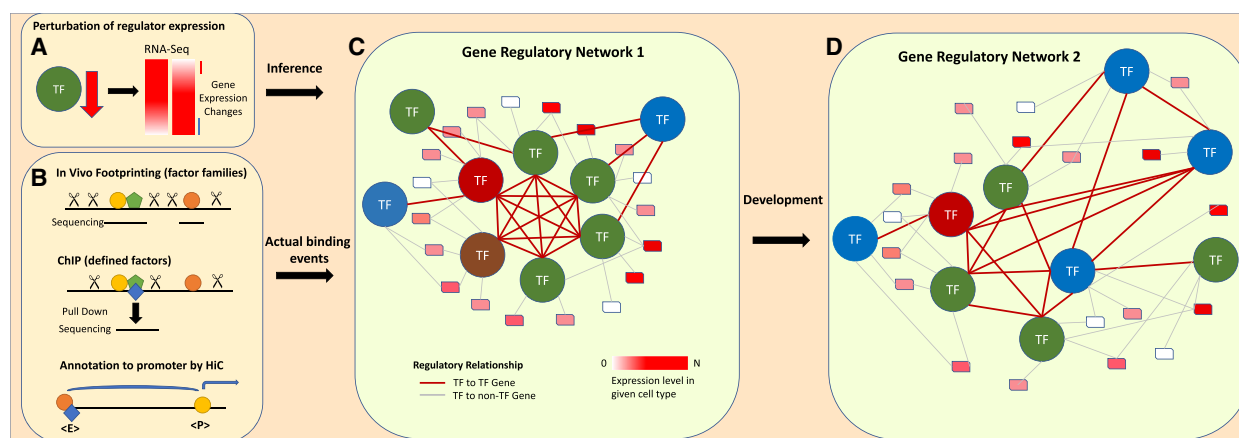 Perturbation of regulator expression
A
RNA-Seq
TF
Gene
Expression
Changes
B
In Vivo Footprinting (factor families)
Sequencing
ChIP (defined factors)
Pull Down
Sequencing
Annotation to promoter by HiC
<E>
<P>
Inference
Actual binding
events
C
Gene Regulatory Network 1
TF
TF
TF
TF
TF
TF
TF
TF
TF
Regulatory Relationship
TF to TF Gene
TF to non-TF Gene
0
N
Expression level in
given cell type
Development
D
Gene Regulatory Network 2
TF
TF
TF
TF
TF
TF
TF
TF
TF